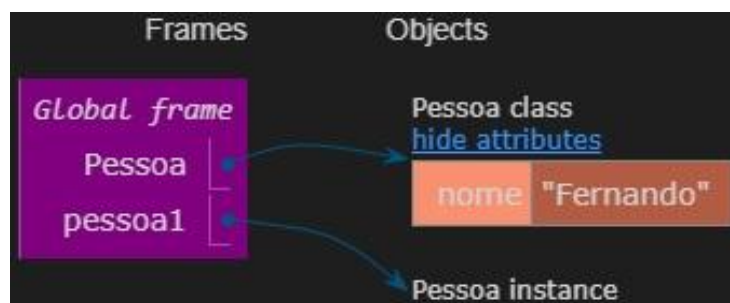 Frames Objects
Global frame
Pessoa
pessoa1
Pessoa class
hide attributes
nome "Fernando"
Pessoa instance